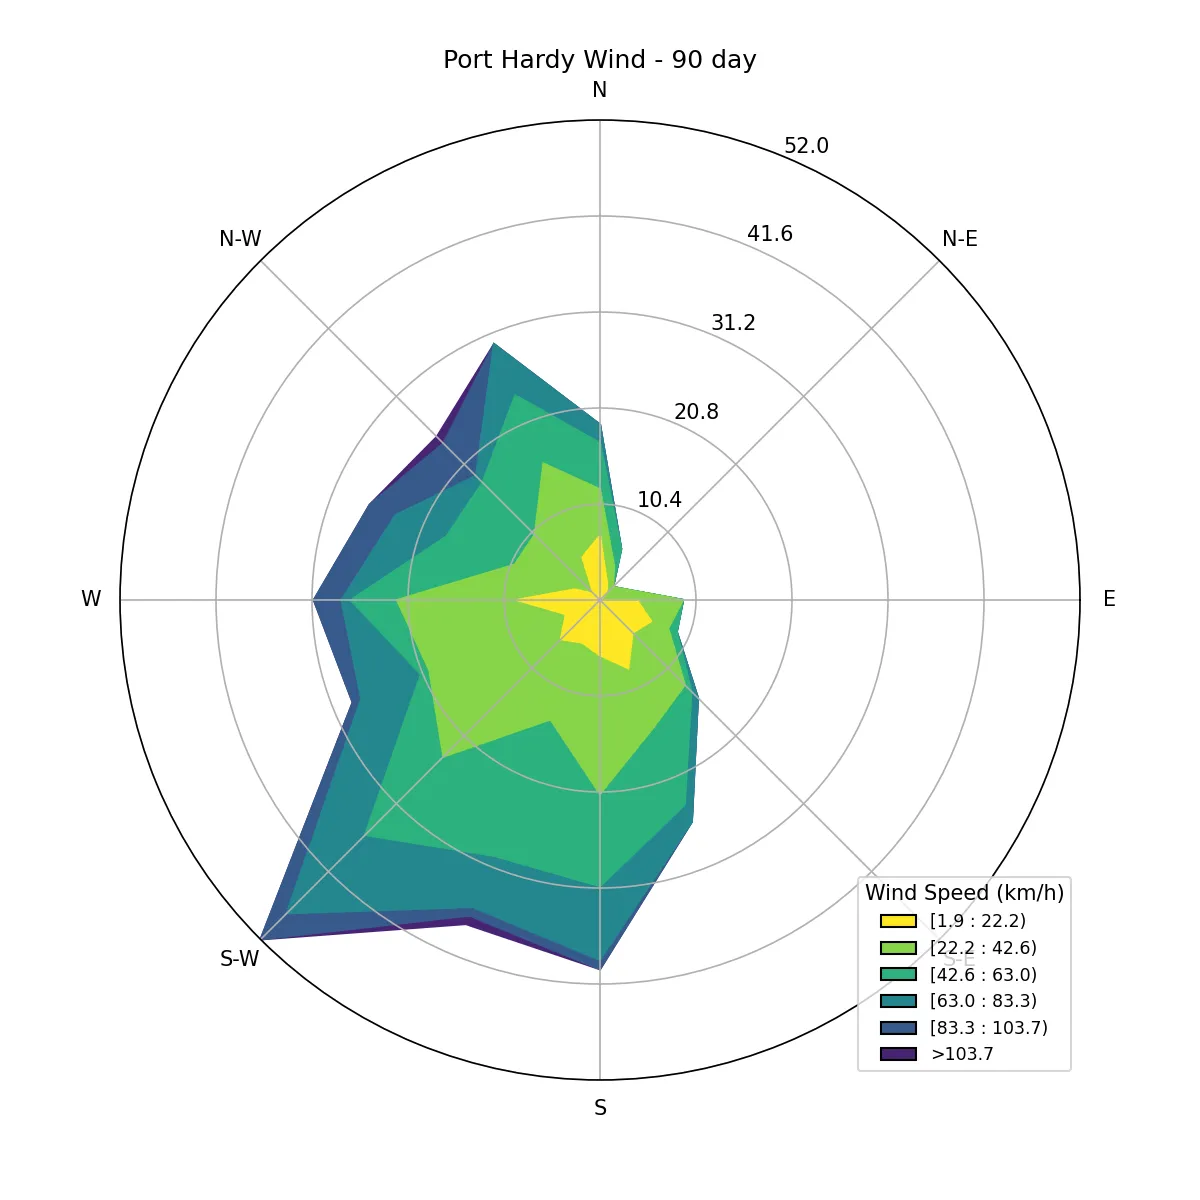 Port Hardy Wind - 90 day
N
52.0
N-W
41.6
N-E
31.2
20.8
10.4
W
E
S-W
S-E
S
Wind Speed (km/h)
[1.9 : 22.2)
[22.2 : 42.6)
[42.6 : 63.0)
[63.0 : 83.3)
[83.3 : 103.7)
>103.7